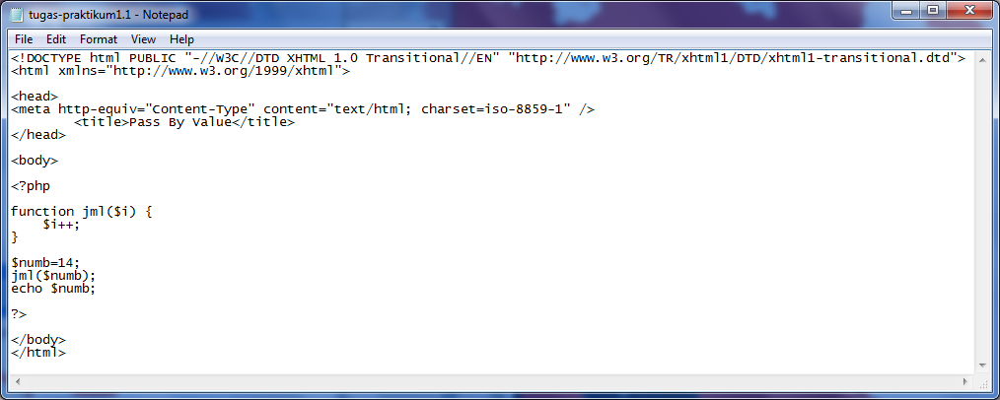 tugas-praktikum1.1 - Notepad
File Edit Format View Help
<!DOCTYPE html PUBLIC "-//W3C//DTD XHTML 1.0 Transitional//EN" "http://www.w3.org/TR/xhtml1/DTD/xhtml1-transitional.dtd">
<html xmlns="http://www.w3.org/1999/xhtml">
<head>
<meta http-equiv="Content-Type" content="text/html; charset=iso-8859-1" />
<title>Pass By Value</title>
</head>
<body>
<?php
function jml($i) {
$i++;
}
$numb=14;
jml($numb);
echo $numb;
?>
</body>
</html>